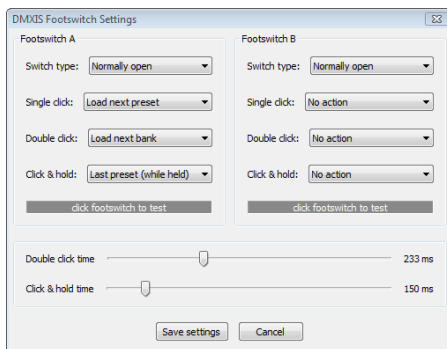 DMXIS Footswitch Settings
Footswitch A
Switch type: Normally open
Single click: Load next preset
Double click: Load next bank
Click & hold: Last preset (while held)
click footswitch to test
Footswitch B
Switch type: Normally open
Single click: No action
Double click: No action
Click & hold: No action
click footswitch to test
Double click time 233 ms
Click & hold time 150 ms
Save settings Cancel